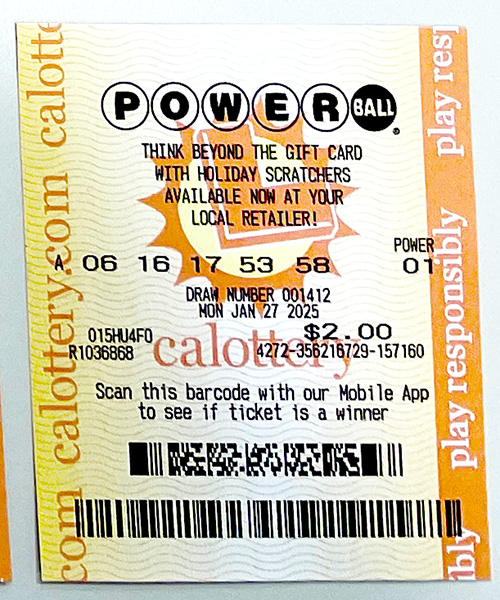 POWERBALL
THINK BEYOND THE GIFT CARD
WITH HOLIDAY SCRATCHERS
AVAILABLE NOW AT YOUR
LOCAL RETAILER!
POWER
A 06 16 17 53 58 01
DRAW NUMBER 001412
MON JAN 27 2025
015HU4F0 $2.00
R1036868 4272-356216729-157160
calottery
Scan this barcode with our Mobile App
to see if ticket is a winner
com calottery.com calotte
play responsibly play resp
bly